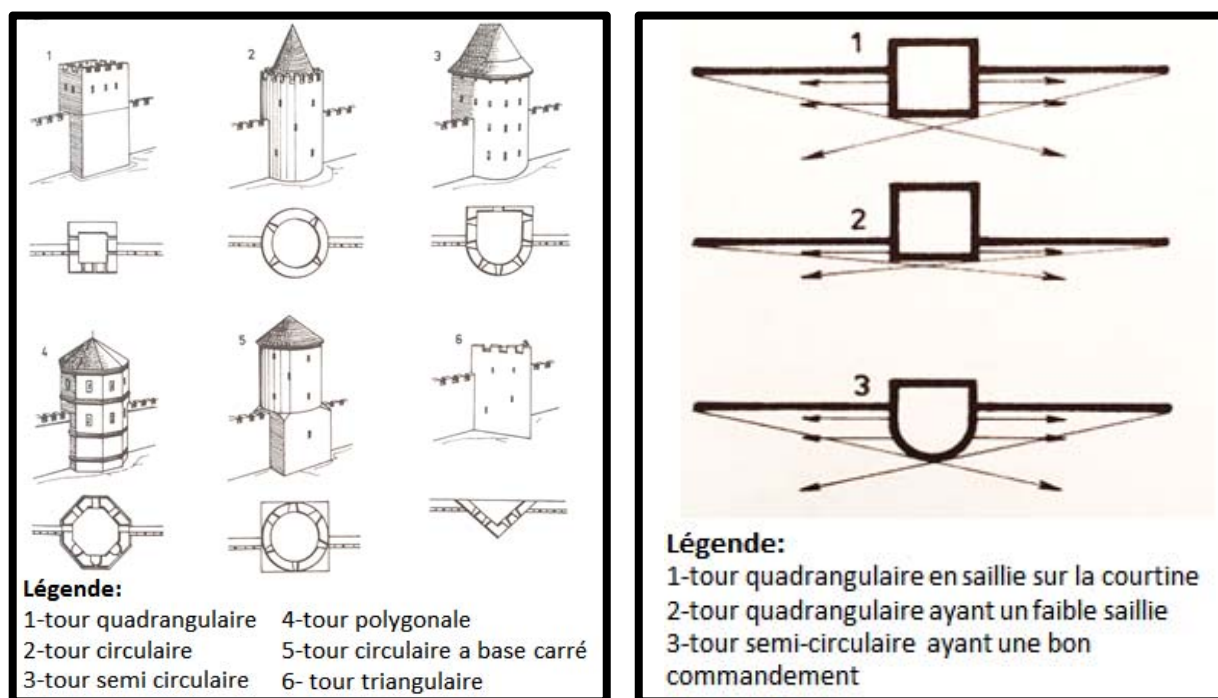 1
2
3
4
5
6
Légende:
1-tour quadrangulaire
2-tour circulaire
3-tour semi circulaire
4-tour polygonale
5-tour circulaire a base carré
6- tour triangulaire
1
2
3
Légende:
1-tour quadrangulaire en saillie sur la courtine
2-tour quadrangulaire ayant un faible saillie
3-tour semi-circulaire ayant une bon
commandement